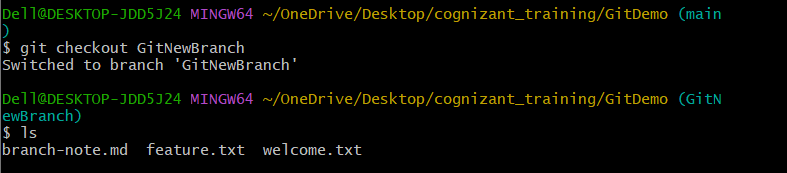 Dell@DESKTOP-JDD5J24 MINGW64 ~/OneDrive/Desktop/cognizant_training/GitDemo (main
)
$ git checkout GitNewBranch
Switched to branch 'GitNewBranch'
Dell@DESKTOP-JDD5J24 MINGW64 ~/OneDrive/Desktop/cognizant_training/GitDemo (GitN
ewBranch)
$ ls
branch-note.md  feature.txt  welcome.txt